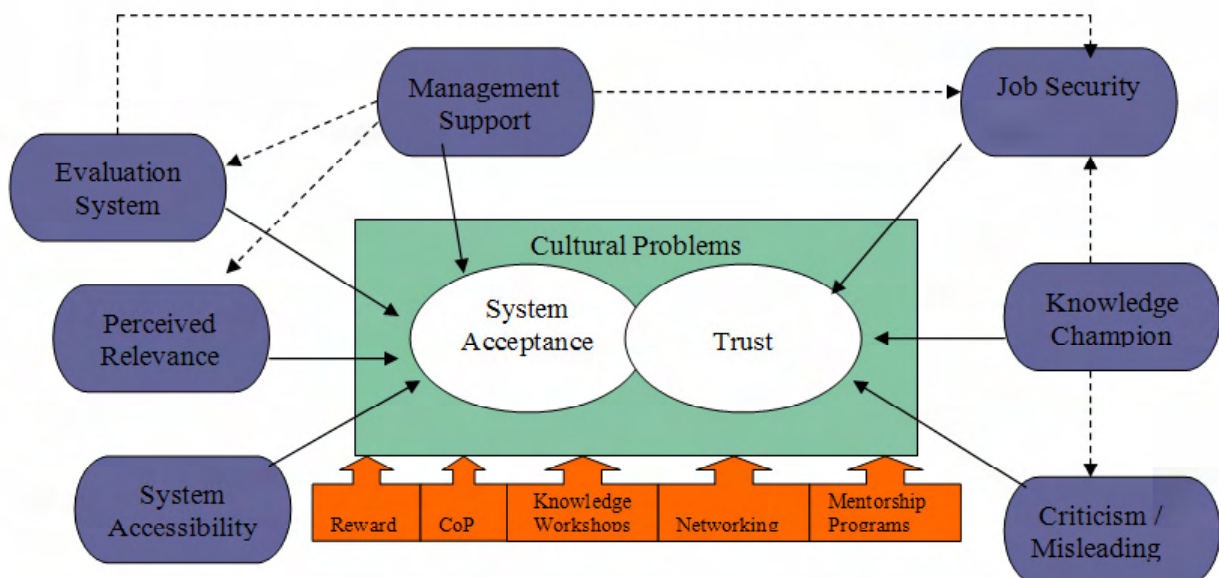 Management
Support
Job Security
Evaluation
System
Cultural Problems
System
Acceptance
Trust
Perceived
Relevance
Knowledge
Champion
System
Accessibility
Reward
CoP
Knowledge
Workshops
Networking
Mentorship
Programs
Criticism /
Misleading